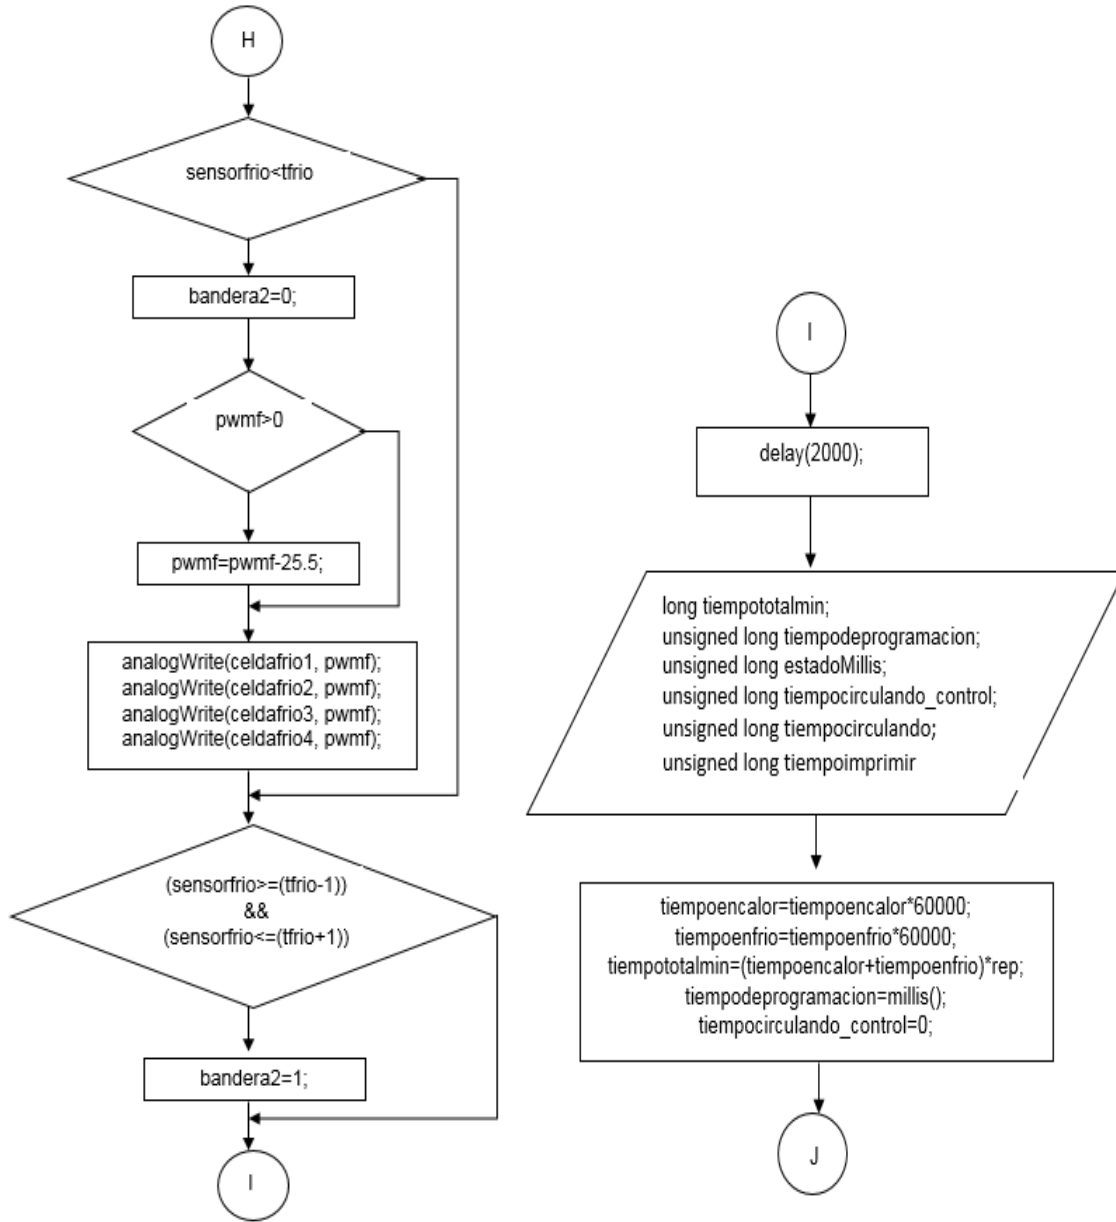 H
sensorfrio<tfrio
bandera2=0;
pwmf>0
pwmf=pwmf-25.5;
analogWrite(celdafrio1, pwmf);
analogWrite(celdafrio2, pwmf);
analogWrite(celdafrio3, pwmf);
analogWrite(celdafrio4, pwmf);
(sensorfrio>=(tfrio-1))
&&
(sensorfrio<=(tfrio+1))
bandera2=1;
I
I
delay(2000);
long tiempototalmin;
unsigned long tiempodeprogramacion;
unsigned long estadoMillis;
unsigned long tiempocirculando_control;
unsigned long tiempocirculando;
unsigned long tiempoimprimir
tiempoencalor=tiempoencalor*60000;
tiempoenfrio=tiempoenfrio*60000;
tiempototalmin=(tiempoencalor+tiempoenfrio)*rep;
tiempodeprogramacion=millis();
tiempocirculando_control=0;
J